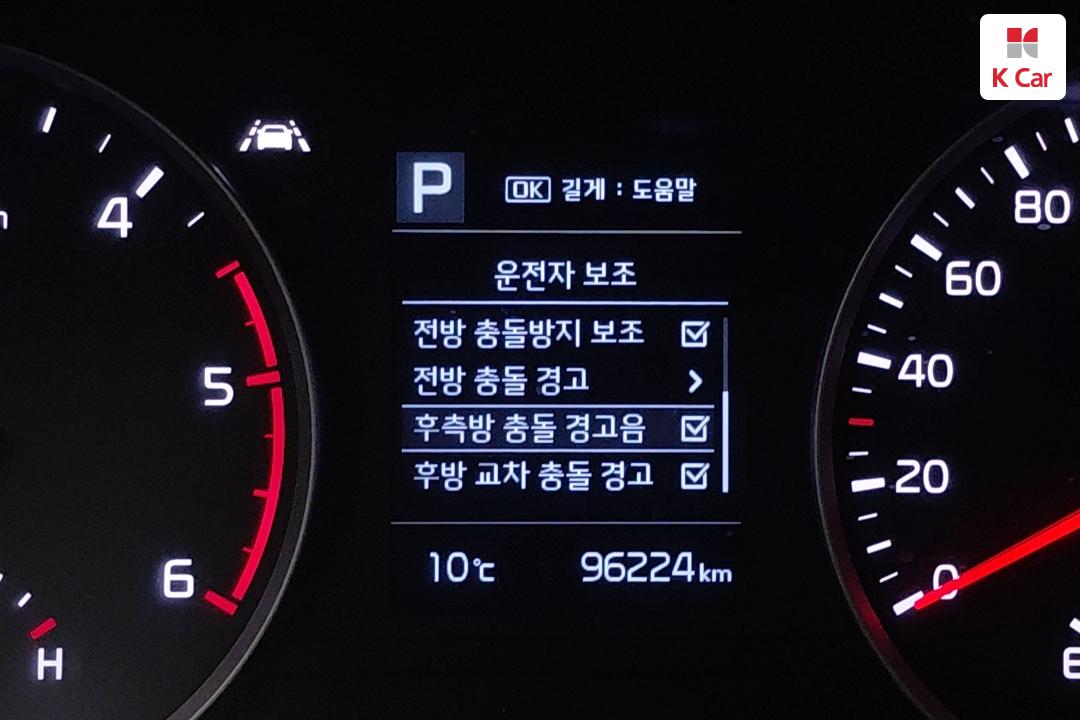 K Car
P
OK 길게 : 도움말
운전자 보조
전방 충돌방지 보조
전방 충돌 경고
후측방 충돌 경고음
후방 교차 충돌 경고
10℃ 96224 km
4
5
6
H
80
60
40
20
0